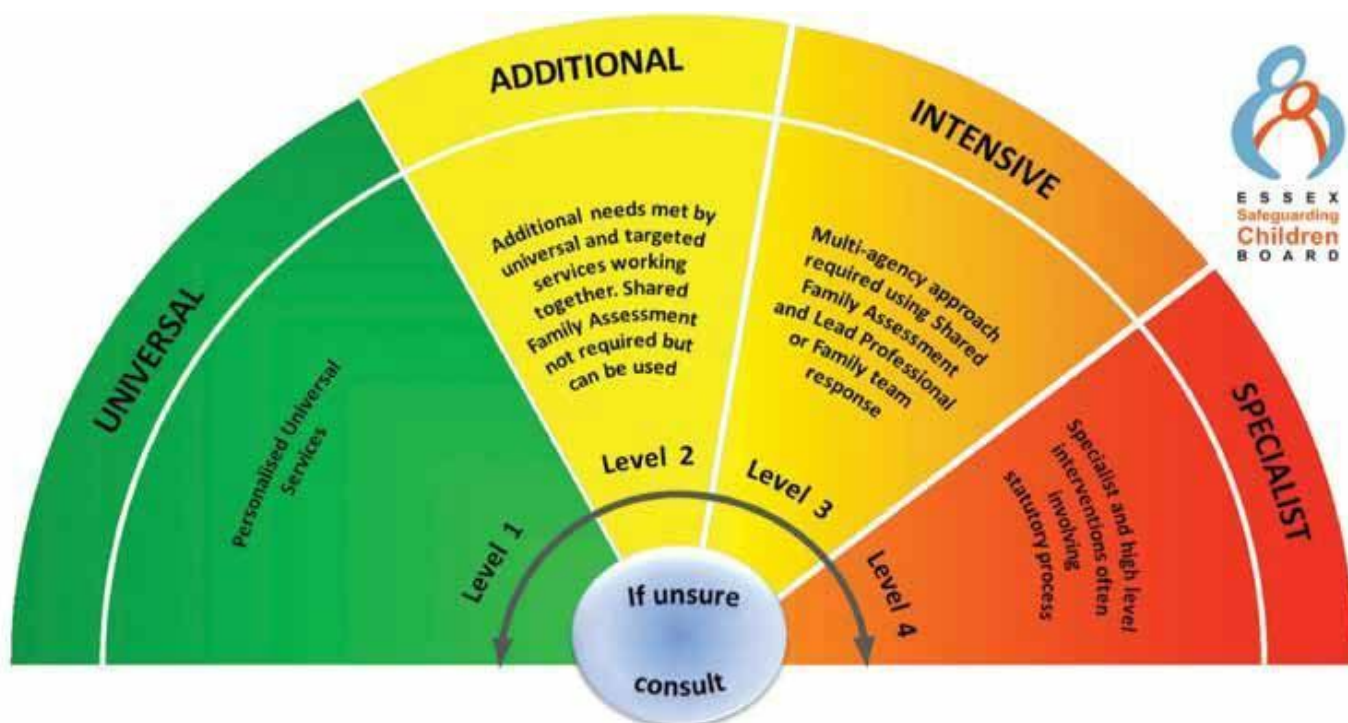 UNIVERSAL
Personalised Universal
Services
Level 1
ADDITIONAL
Additional needs met by
universal and targeted
services working
together. Shared
Family Assessment
not required but
can be used
Level 2
INTENSIVE
Multi-agency approach
required using Shared
Family Assessment
and Lead Professional
or Family team
response
Level 3
SPECIALIST
Specialist and high level
interventions often
involving
statutory process
Level 4
If unsure
consult
ESSEX
Safeguarding
Children
BOARD